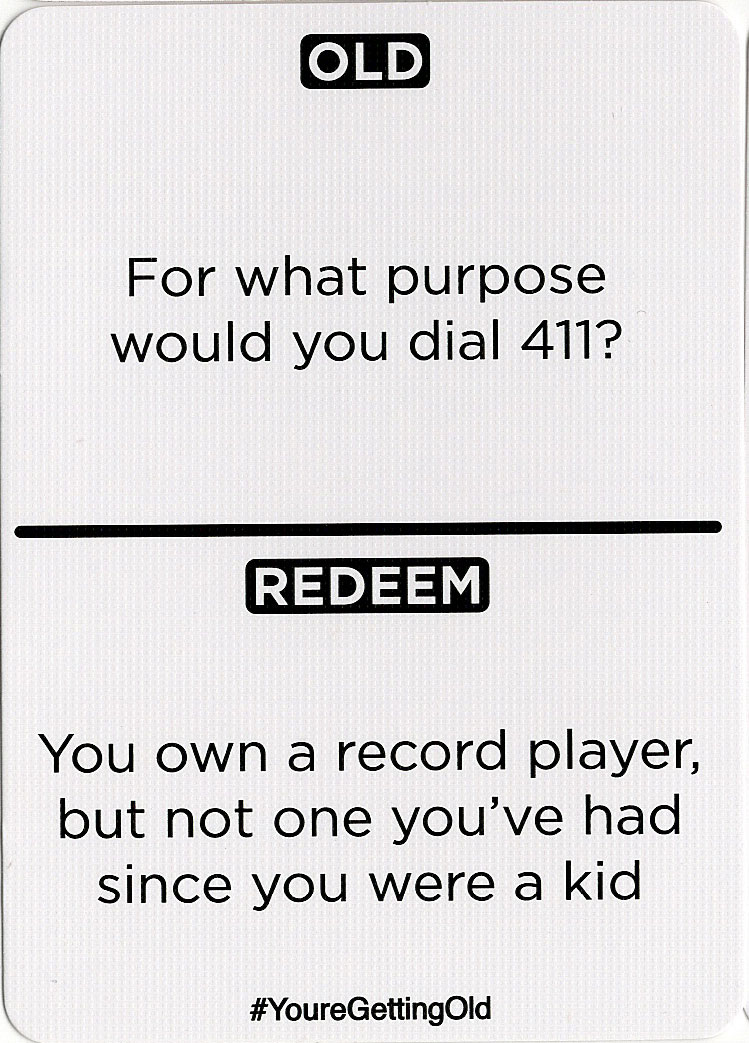 OLD
For what purpose
would you dial 411?
REDEEM
You own a record player,
but not one you've had
since you were a kid
#YoureGettingOld